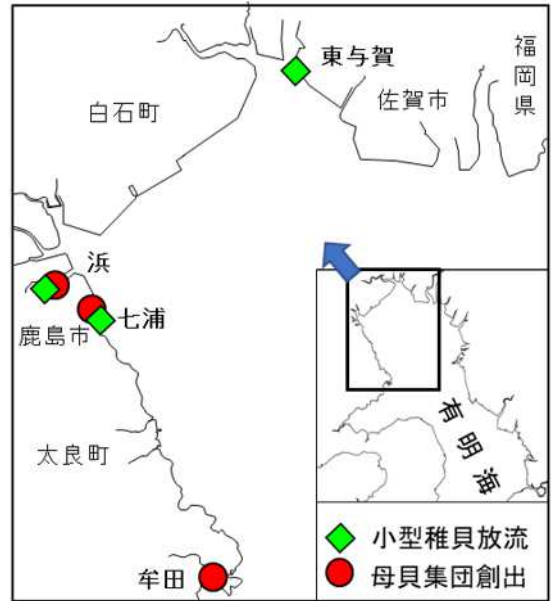 東与賀
福岡県
佐賀市
白石町
浜
七浦
鹿島市
太良町
有明海
牟田
小型稚貝放流
母貝集団創出